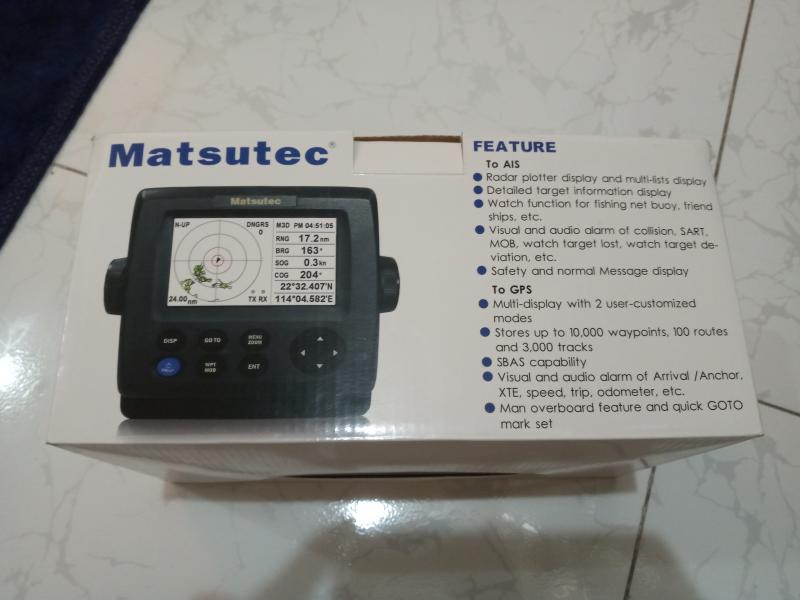 Matsutec®
Matsutec
N-UP
DNGRS
0
24.00 nm
TX RX
M3D PM 04:51:05
RNG 17.2nm
BRG 163°
SOG 0.3kn
COG 204°
22°32.407'N
114°04.582'E
DISP
GO TO
MENU
ZOOM
WPT
MOB
ENT
FEATURE
To AIS
Radar plotter display and multi-lists display
Detailed target information display
Watch function for fishing net buoy, friend
ships, etc.
Visual and audio alarm of collision, SART,
MOB, watch target lost, watch target de-
viation, etc.
Safety and normal Message display
To GPS
Multi-display with 2 user-customized
modes
Stores up to 10,000 waypoints, 100 routes
and 3,000 tracks
SBAS capability
Visual and audio alarm of Arrival /Anchor,
XTE, speed, trip, odometer, etc.
Man overboard feature and quick GOTO
mark set